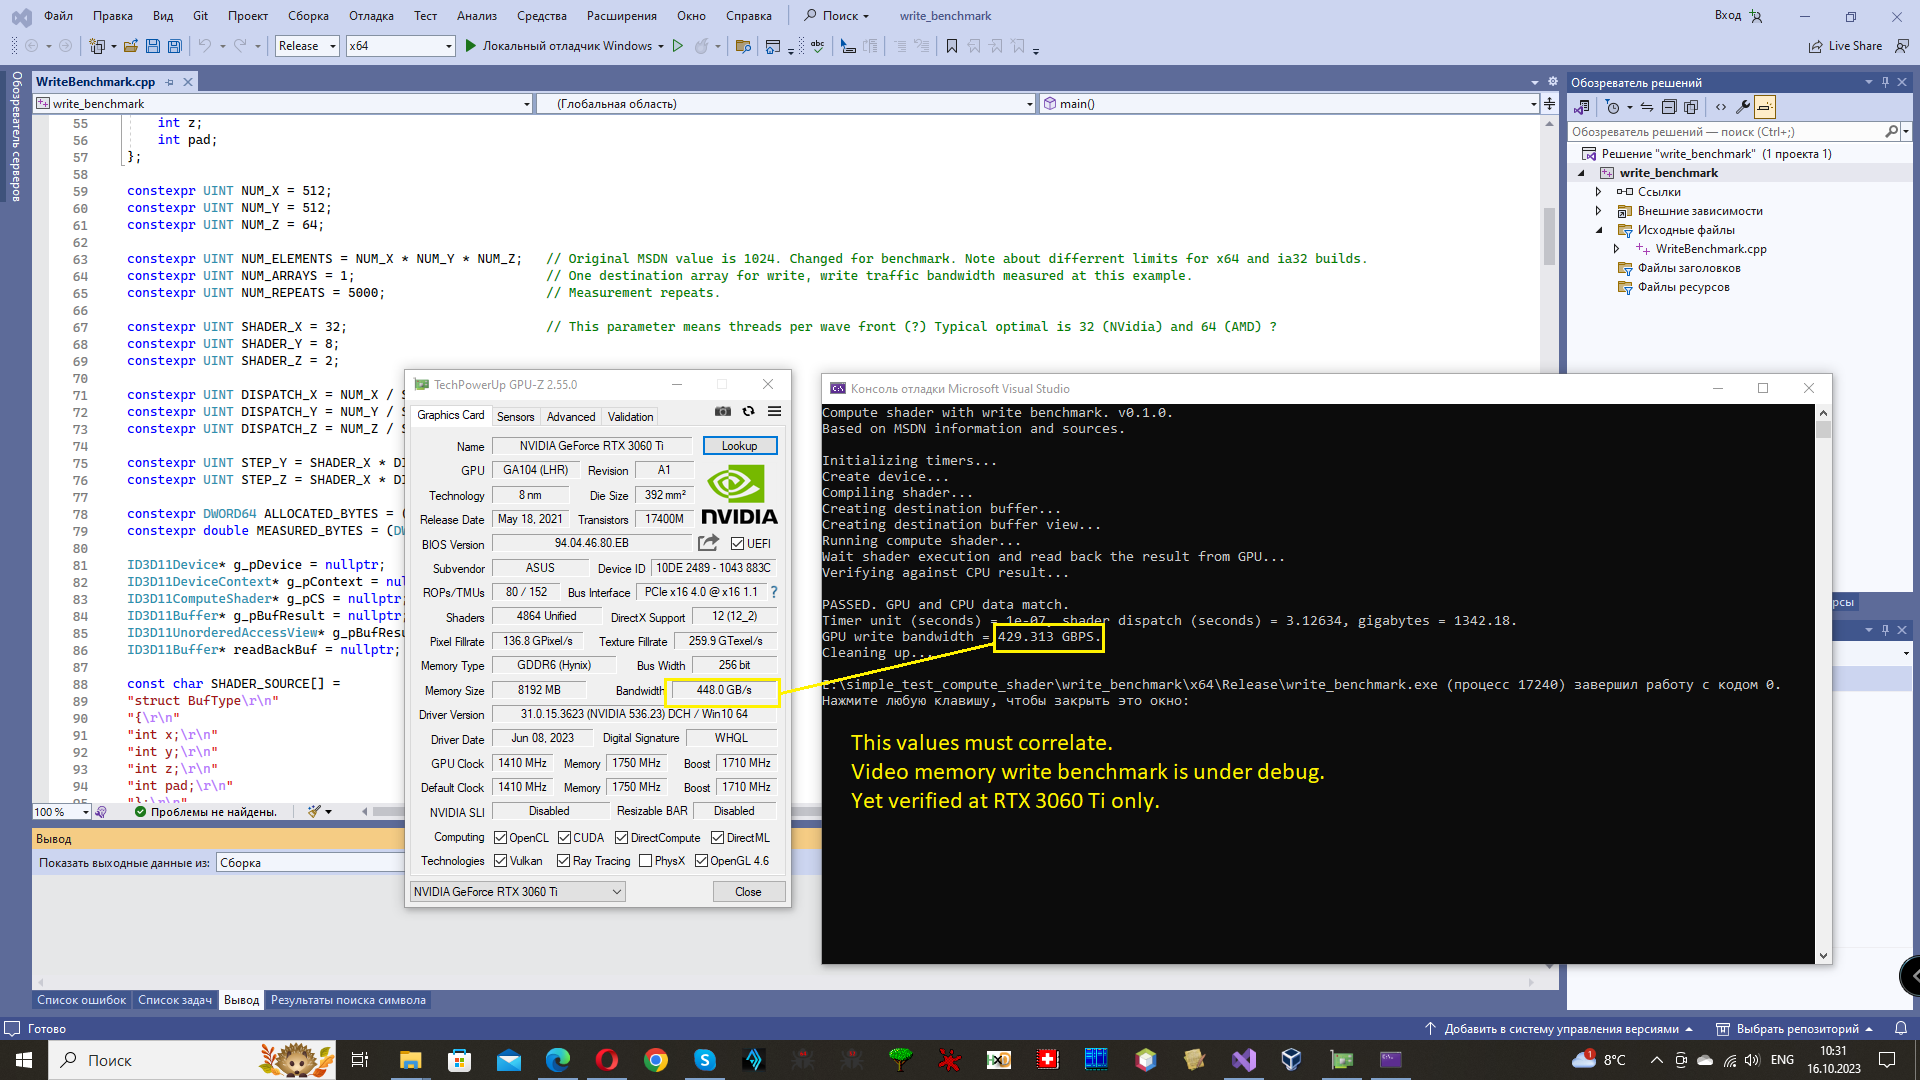 Файл Правка Вид Git Проект Сборка Отладка Тест Анализ Средства Расширения Окно Справка Поиск write_benchmark Вход
Release x64 Локальный отладчик Windows Live Share
Обозреватель серверов
WriteBenchmark.cpp
write_benchmark (Глобальная область) main()
55 int z;
56 int pad;
57 };
58
59 constexpr UINT NUM_X = 512;
60 constexpr UINT NUM_Y = 512;
61 constexpr UINT NUM_Z = 64;
62
63 constexpr UINT NUM_ELEMENTS = NUM_X * NUM_Y * NUM_Z; // Original MSDN value is 1024. Changed for benchmark. Note about differrent limits for x64 and ia32 builds.
64 constexpr UINT NUM_ARRAYS = 1; // One destination array for write, write traffic bandwidth measured at this example.
65 constexpr UINT NUM_REPEATS = 5000; // Measurement repeats.
66
67 constexpr UINT SHADER_X = 32; // This parameter means threads per wave front (?) Typical optimal is 32 (NVidia) and 64 (AMD) ?
68 constexpr UINT SHADER_Y = 8;
69 constexpr UINT SHADER_Z = 2;
70
71 constexpr UINT DISPATCH_X = NUM_X / S
72 constexpr UINT DISPATCH_Y = NUM_Y / S
73 constexpr UINT DISPATCH_Z = NUM_Z / S
74
75 constexpr UINT STEP_Y = SHADER_X * DI
76 constexpr UINT STEP_Z = SHADER_X * DI
77
78 constexpr DWORD64 ALLOCATED_BYTES = (
79 constexpr double MEASURED_BYTES = (DW
80
81 ID3D11Device* g_pDevice = nullptr;
82 ID3D11DeviceContext* g_pContext = nul
83 ID3D11ComputeShader* g_pCS = nullptr;
84 ID3D11Buffer* g_pBufResult = nullptr;
85 ID3D11UnorderedAccessView* g_pBufResu
86 ID3D11Buffer* readBackBuf = nullptr;
87
88 const char SHADER_SOURCE[] =
89 "struct BufType\r\n"
90 "{\r\n"
91 "int x;\r\n"
92 "int y;\r\n"
93 "int z;\r\n"
94 "int pad;\r\n"
100 % Проблемы не найдены.
Вывод
Показать выходные данные из: Сборка
Список ошибок Список задач Вывод Результаты поиска символа
Обозреватель решений
Обозреватель решений — поиск (Ctrl+;)
Решение "write_benchmark" (1 проекта 1)
write_benchmark
Ссылки
Внешние зависимости
Исходные файлы
WriteBenchmark.cpp
Файлы заголовков
Файлы ресурсов
TechPowerUp GPU-Z 2.55.0
Graphics Card Sensors Advanced Validation
Name NVIDIA GeForce RTX 3060 Ti Lookup
GPU GA104 (LHR) Revision A1
Technology 8 nm Die Size 392 mm²
NVIDIA
Release Date May 18, 2021 Transistors 17400M
BIOS Version 94.04.46.80.EB UEFI
Subvendor ASUS Device ID 10DE 2489 - 1043 883C
ROPs/TMUs 80 / 152 Bus Interface PCIe x16 4.0 @ x16 1.1 ?
Shaders 4864 Unified DirectX Support 12 (12_2)
Pixel Fillrate 136.8 GPixel/s Texture Fillrate 259.9 GTexel/s
Memory Type GDDR6 (Hynix) Bus Width 256 bit
Memory Size 8192 MB Bandwidth 448.0 GB/s
Driver Version 31.0.15.3623 (NVIDIA 536.23) DCH / Win10 64
Driver Date Jun 08, 2023 Digital Signature WHQL
GPU Clock 1410 MHz Memory 1750 MHz Boost 1710 MHz
Default Clock 1410 MHz Memory 1750 MHz Boost 1710 MHz
NVIDIA SLI Disabled Resizable BAR Disabled
Computing OpenCL CUDA DirectCompute DirectML
Technologies Vulkan Ray Tracing PhysX OpenGL 4.6
NVIDIA GeForce RTX 3060 Ti Close
Консоль отладки Microsoft Visual Studio
Compute shader with write benchmark. v0.1.0.
Based on MSDN information and sources.
Initializing timers...
Create device...
Compiling shader...
Creating destination buffer...
Creating destination buffer view...
Running compute shader...
Wait shader execution and read back the result from GPU...
Verifying against CPU result...
PASSED. GPU and CPU data match.
Timer unit (seconds) = 1e-07, shader dispatch (seconds) = 3.12634, gigabytes = 1342.18.
GPU write bandwidth = 429.313 GBPS.
Cleaning up...
:\simple_test_compute_shader\write_benchmark\x64\Release\write_benchmark.exe (процесс 17240) завершил работу с кодом 0.
Нажмите любую клавишу, чтобы закрыть это окно:
This values must correlate.
Video memory write benchmark is under debug.
Yet verified at RTX 3060 Ti only.
Готово Добавить в систему управления версиями Выбрать репозиторий
Поиск 1 8°C ENG 10:31
16.10.2023